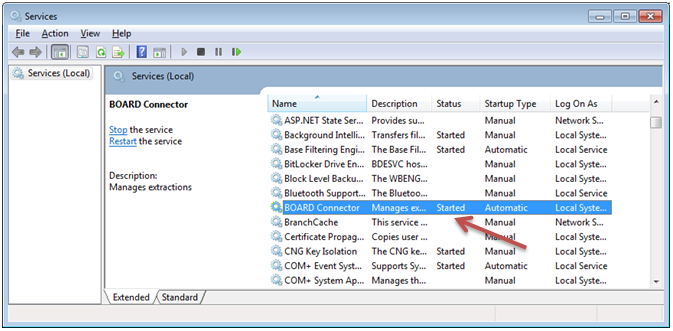 Services
File Action View Help
Services (Local)
Services (Local)
BOARD Connector
Stop the service
Restart the service
Description:
Manages extractions
Name Description Status Startup Type Log On As
ASP.NET State Ser... Provides su... Manual Network S...
Background Intelli... Transfers fil... Started Manual Local Syste...
Base Filtering Engi... The Base Fil... Started Automatic Local Service
BitLocker Drive En... BDESVC hos... Manual Local Syste...
Block Level Backu... The WBENG... Manual Local Syste...
Bluetooth Support... The Bluetoo... Manual Local Service
BOARD Connector Manages ex... Started Automatic Local Syste...
BranchCache This service ... Manual Network S...
Certificate Propag... Copies user ... Manual Local Syste...
CNG Key Isolation The CNG ke... Started Manual Local Syste...
COM+ Event Syst... Supports Sy... Started Automatic Local Service
COM+ System Ap... Manages th... Manual Local Syste...
Extended Standard